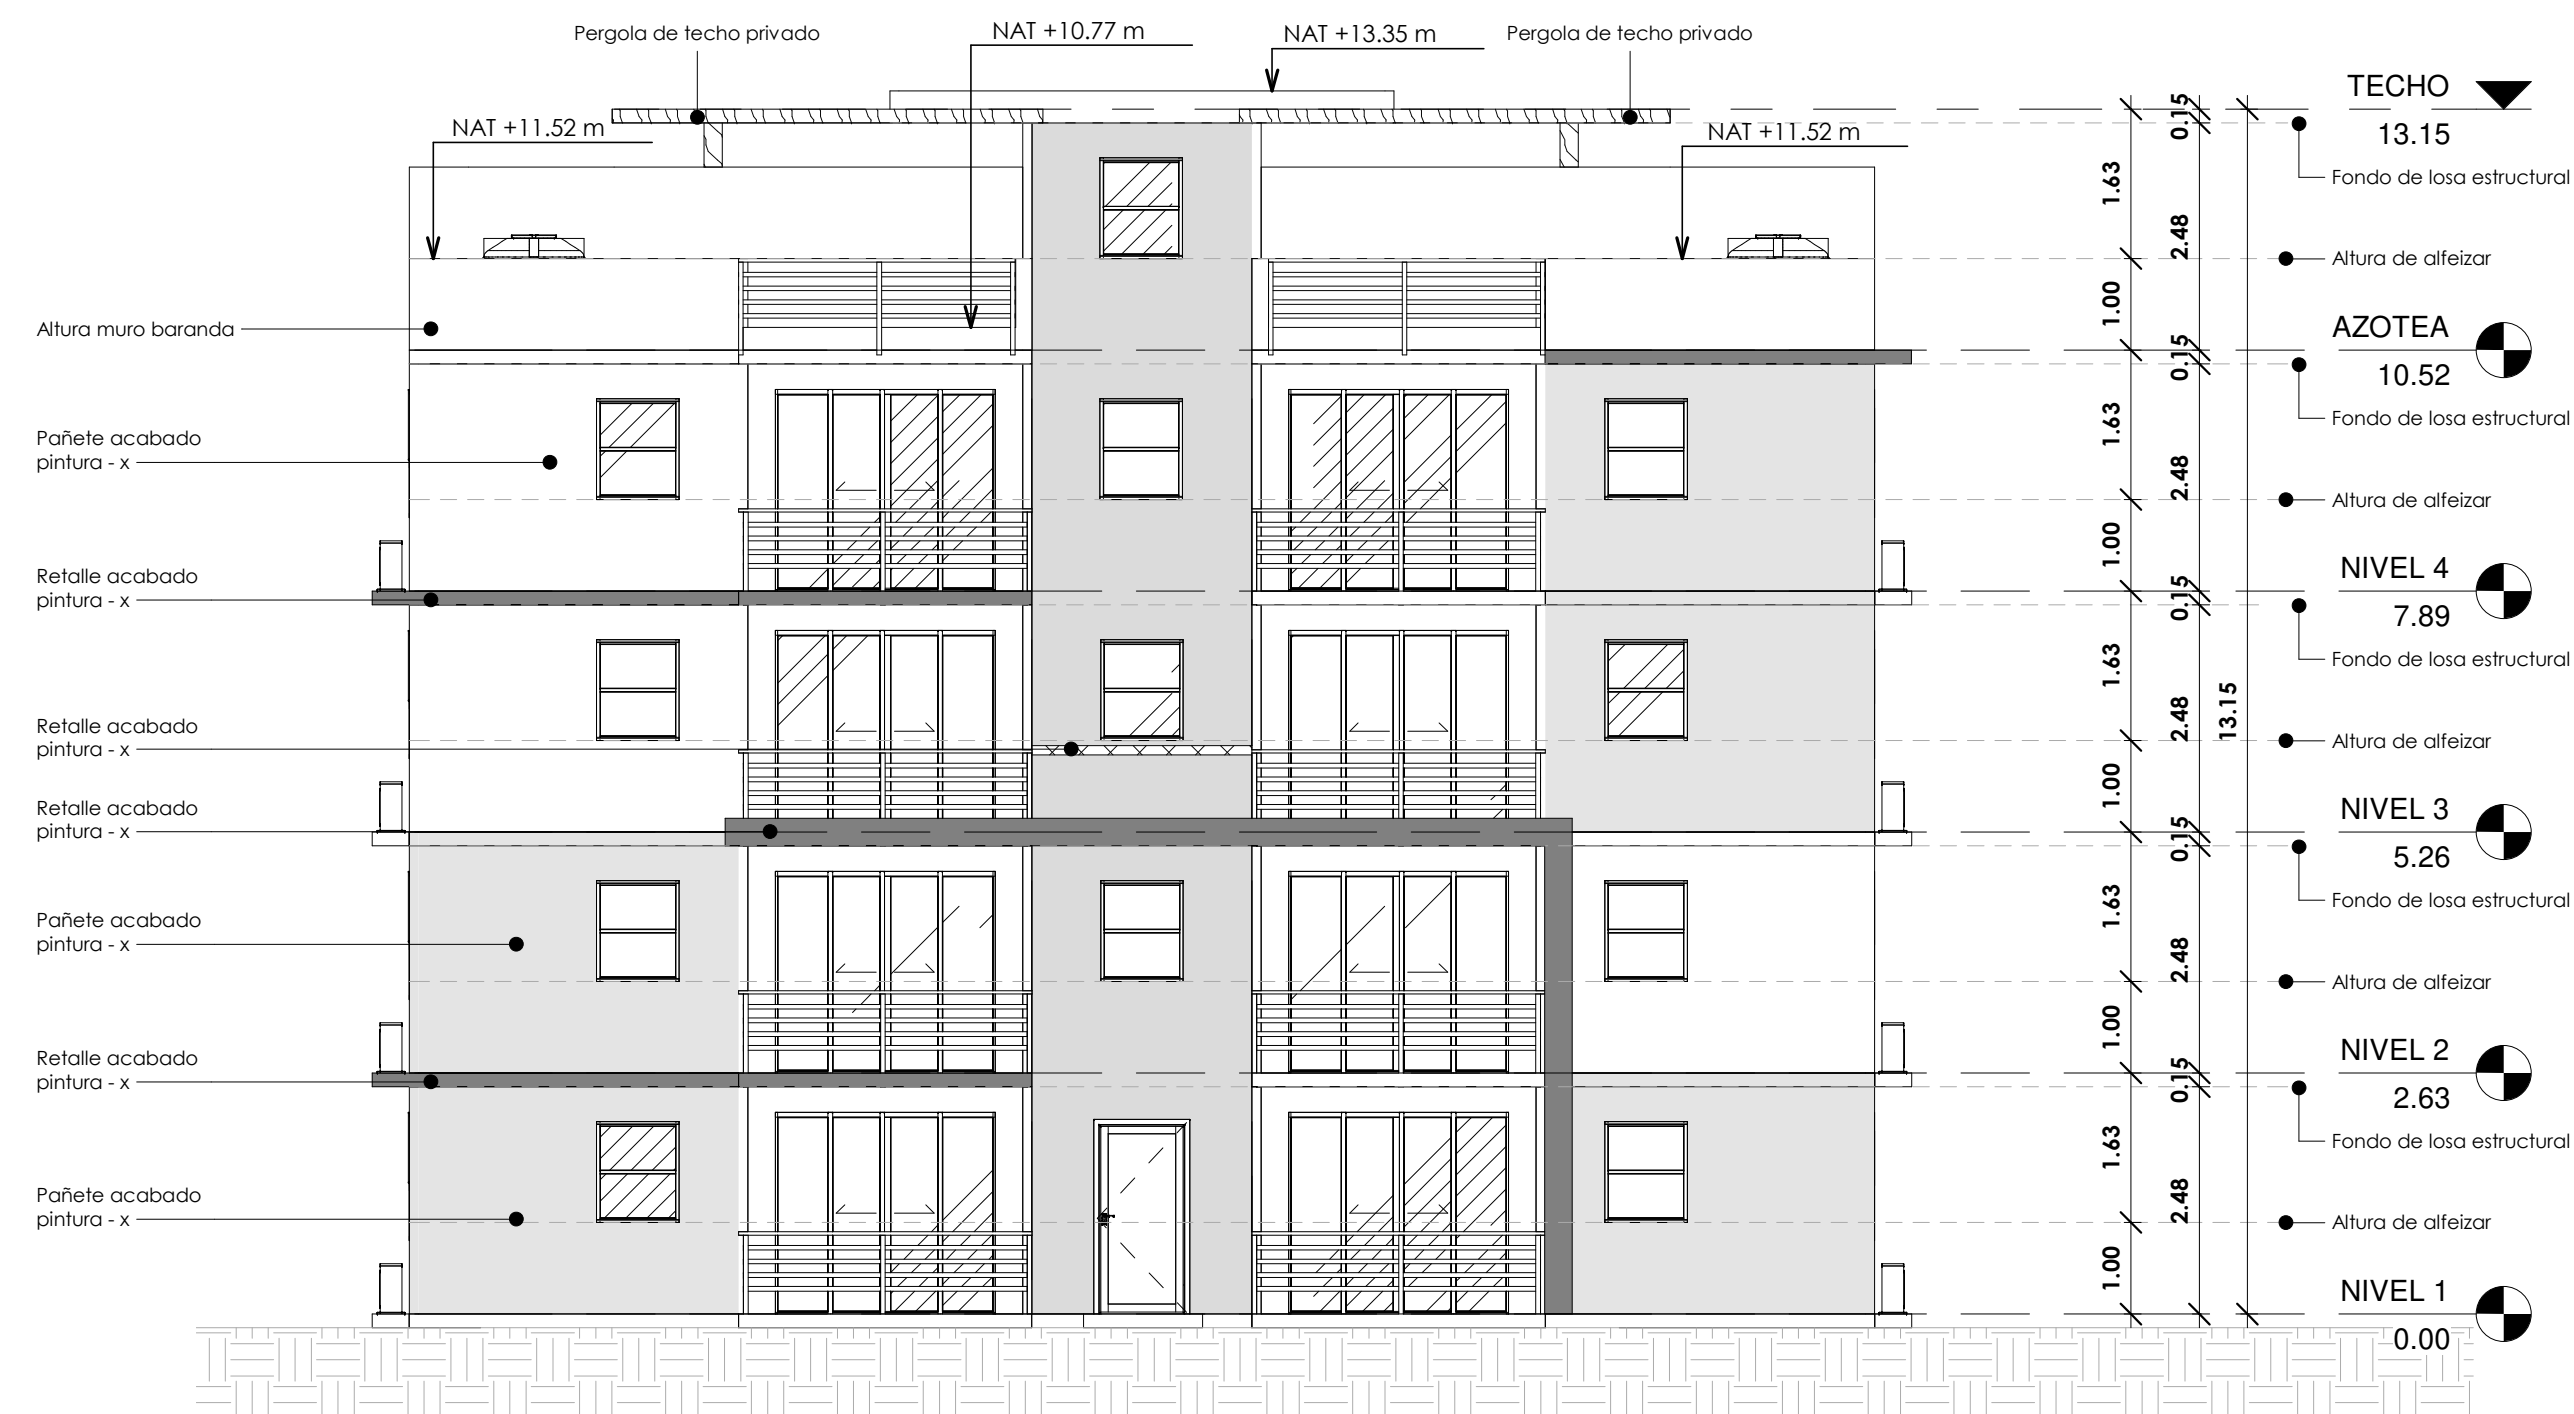 Pergola de techo privado
NAT +10.77 m
NAT +13.35 m
Pergola de techo privado
NAT +11.52 m
NAT +11.52 m
Altura muro baranda
Pañete acabado
pintura - x
Retalle acabado
pintura - x
Retalle acabado
pintura - x
Retalle acabado
pintura - x
Pañete acabado
pintura - x
Retalle acabado
pintura - x
Pañete acabado
pintura - x
0.15
1.63
2.48
1.00
0.15
1.63
2.48
1.00
0.15
1.63
2.48
1.00
0.15
1.63
2.48
1.00
0.15
1.63
2.48
1.00
13.15
TECHO
13.15
Fondo de losa estructural
Altura de alfeizar
AZOTEA
10.52
Fondo de losa estructural
Altura de alfeizar
NIVEL 4
7.89
Fondo de losa estructural
Altura de alfeizar
NIVEL 3
5.26
Fondo de losa estructural
Altura de alfeizar
NIVEL 2
2.63
Fondo de losa estructural
Altura de alfeizar
NIVEL 1
0.00